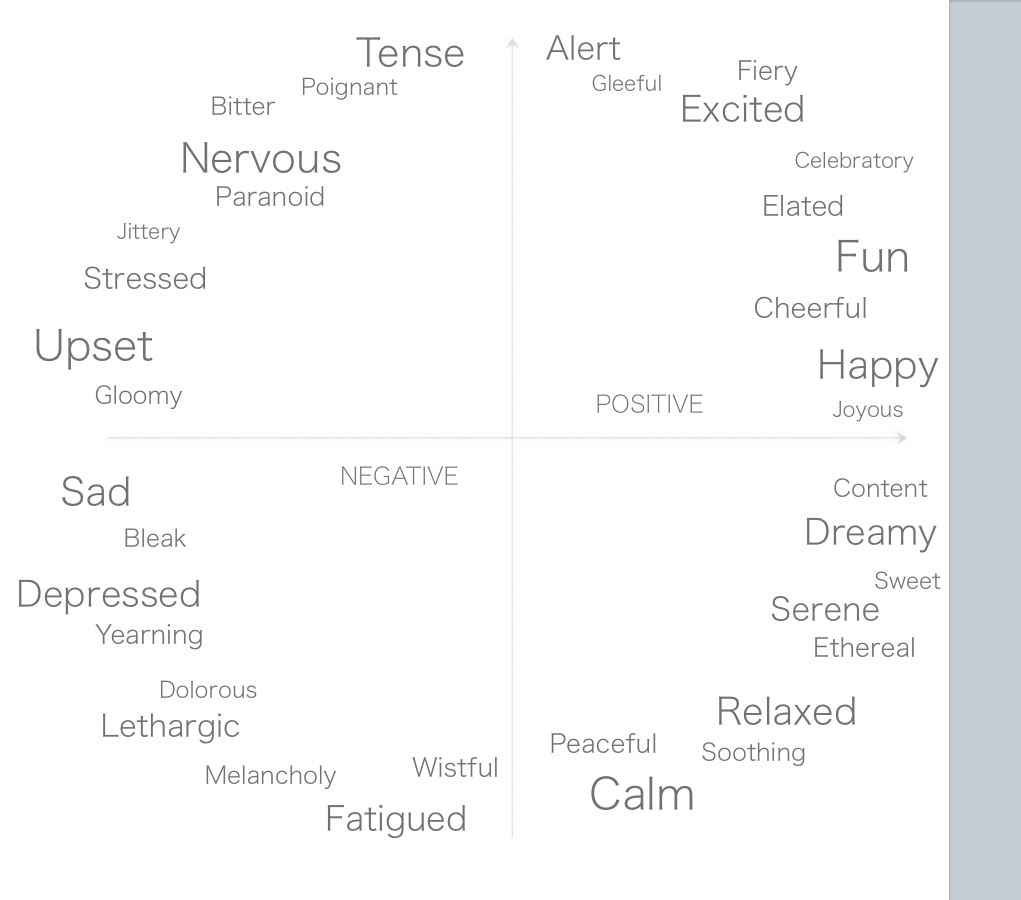 Tense
Alert
Poignant
Gleeful
Fiery
Bitter
Excited
Nervous
Celebratory
Paranoid
Elated
Jittery
Fun
Stressed
Cheerful
Upset
Happy
Gloomy
POSITIVE
Joyous
NEGATIVE
Sad
Content
Bleak
Dreamy
Sweet
Depressed
Serene
Yearning
Ethereal
Dolorous
Relaxed
Lethargic
Peaceful
Soothing
Wistful
Melancholy
Calm
Fatigued